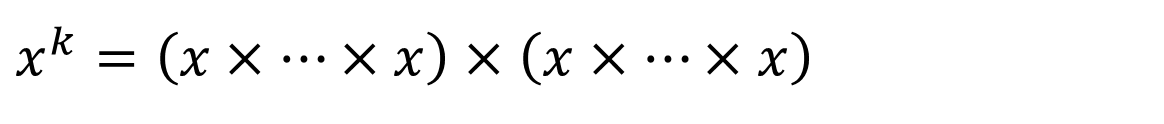 x^k = (x × ⋯ × x) × (x × ⋯ × x)